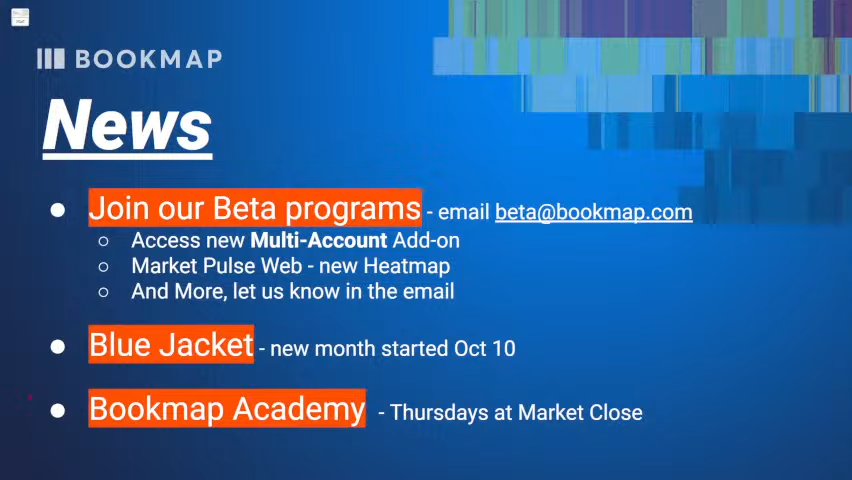 BOOKMAP
News
Join our Beta programs - email beta@bookmap.com
Access new Multi-Account Add-on
Market Pulse Web - new Heatmap
And More, let us know in the email
Blue Jacket - new month started Oct 10
Bookmap Academy - Thursdays at Market Close